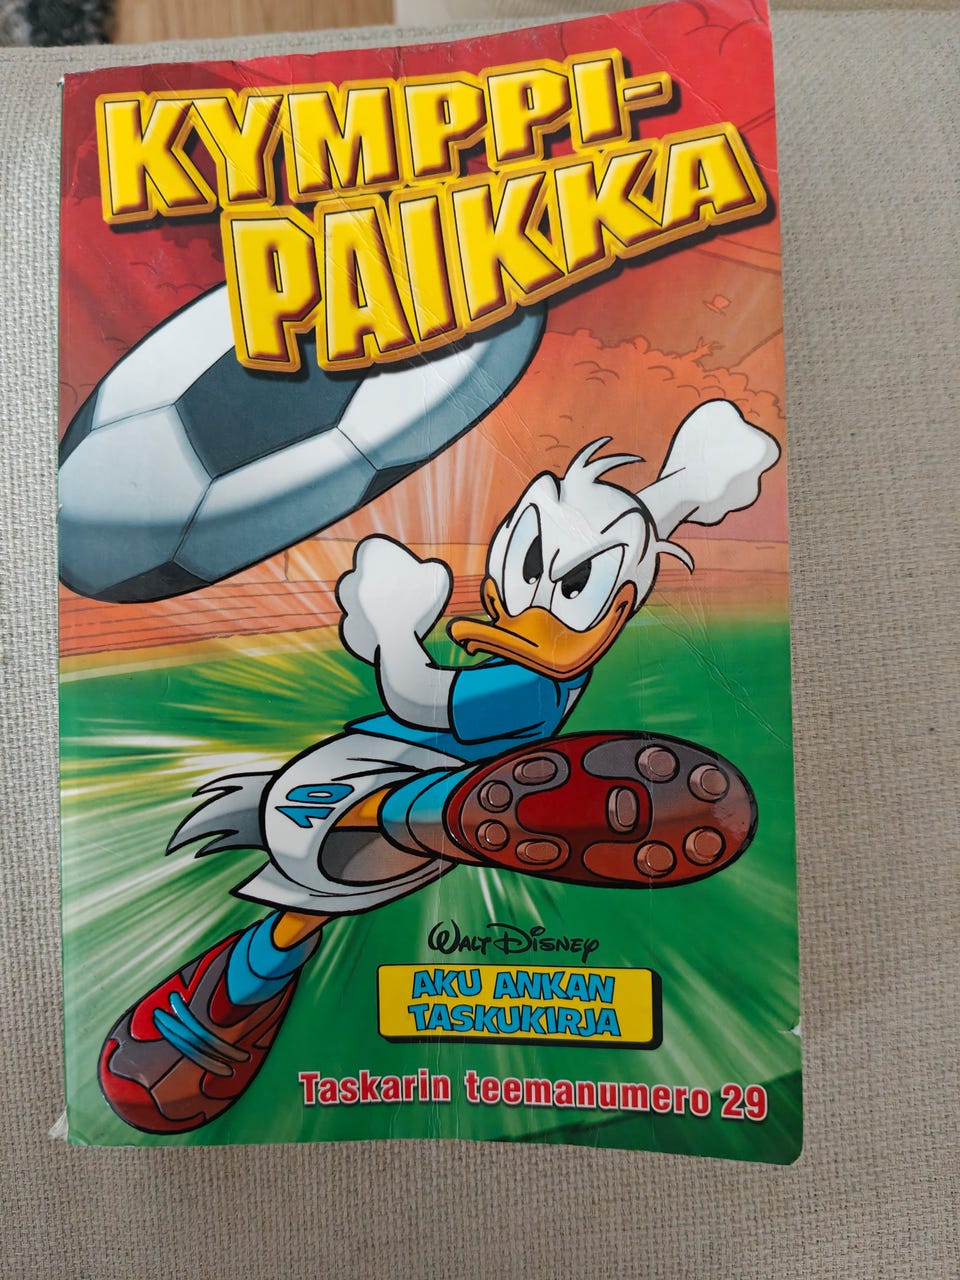 KYMPPI-
PAIKKA
10
WALT DISNEY
AKU ANKAN
TASKUKIRJA
Taskarin teemanumero 29